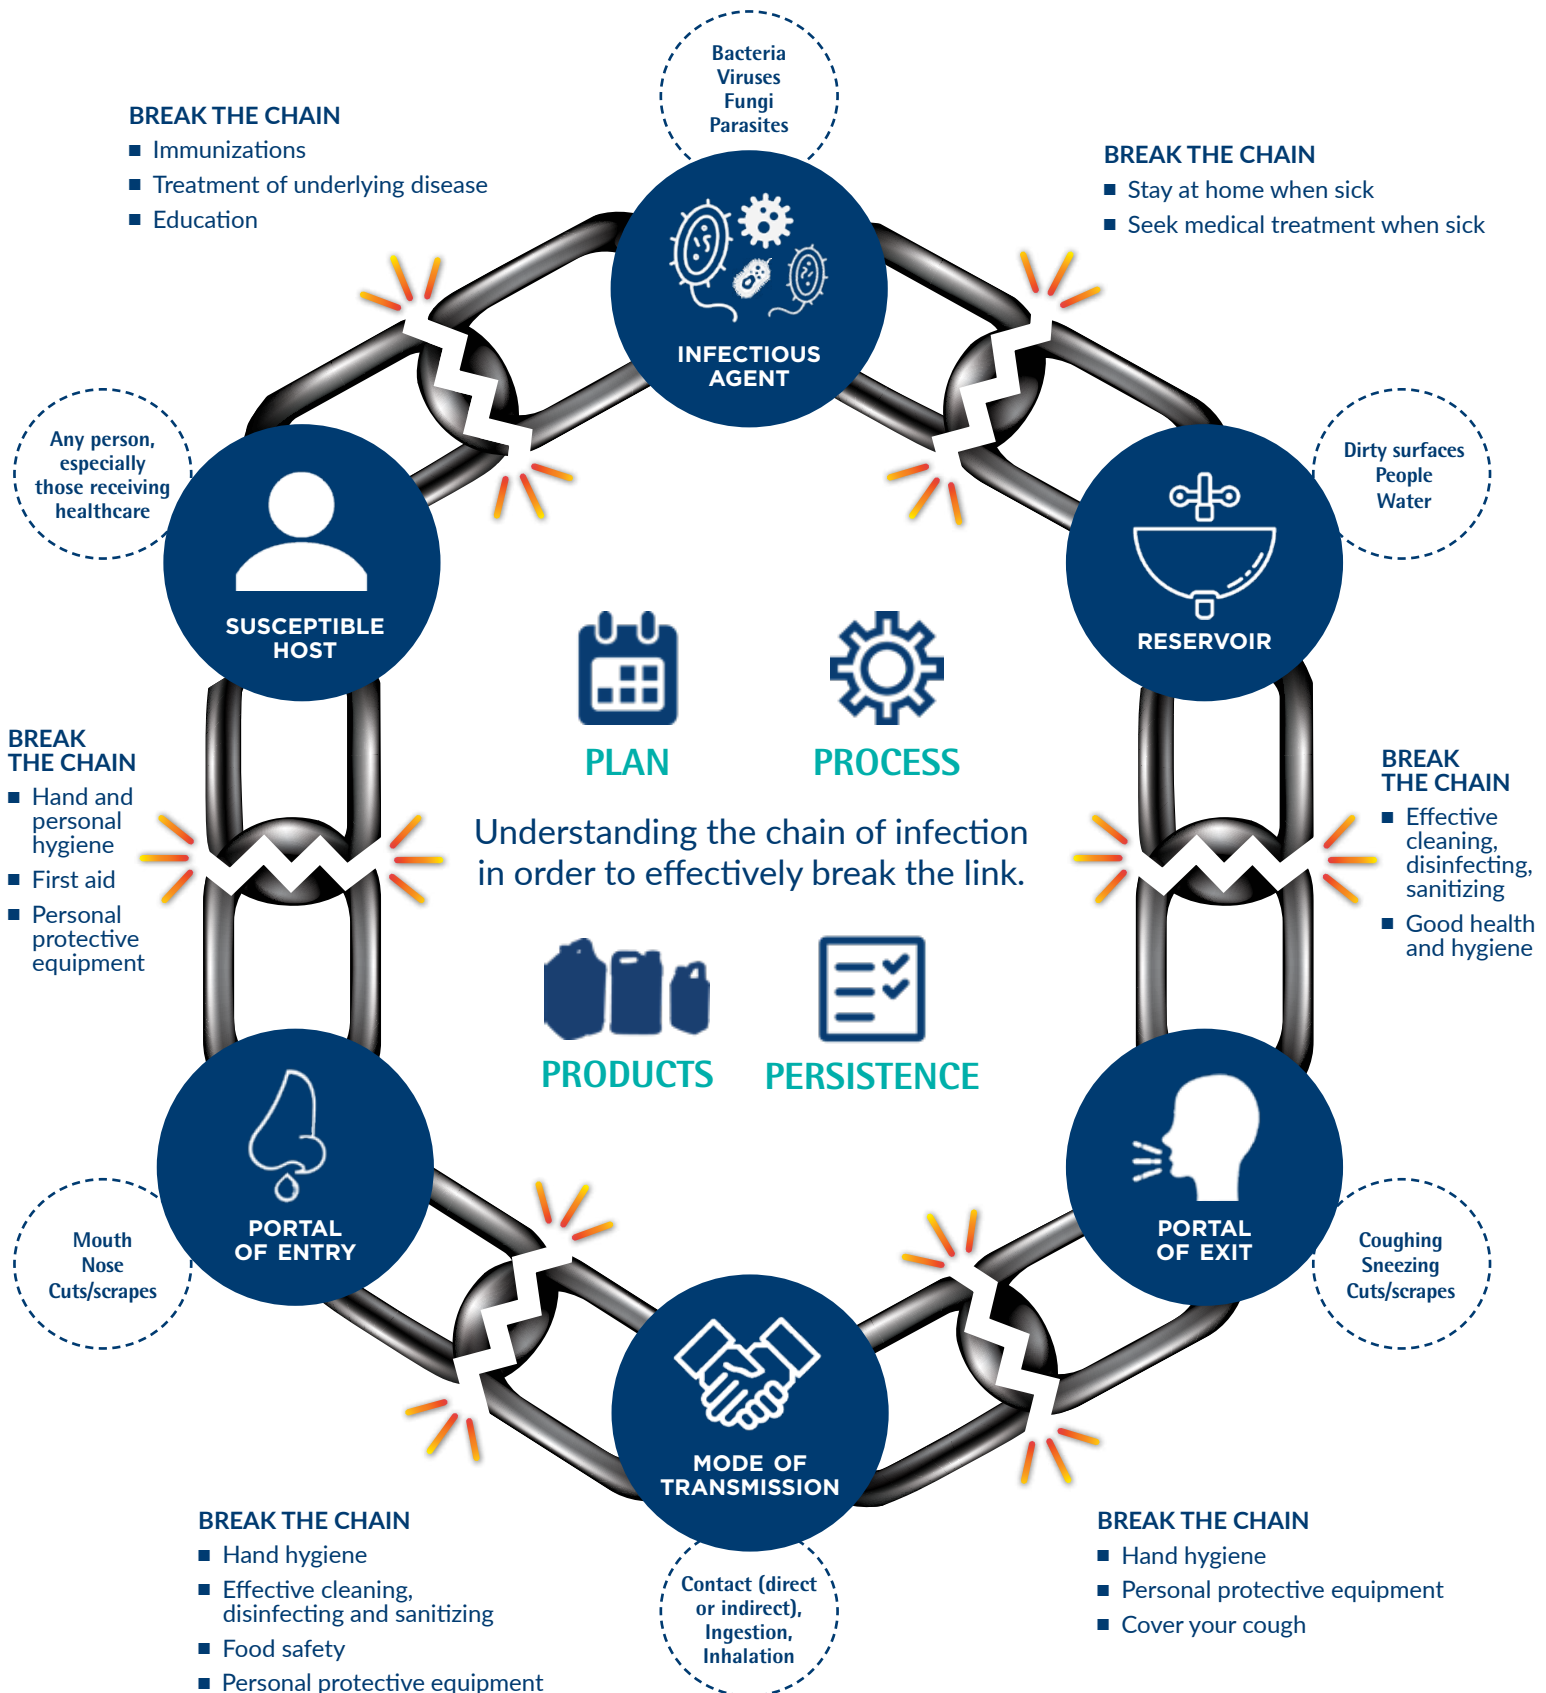 Bacteria
Viruses
Fungi
Parasites
BREAK THE CHAIN
■ Immunizations
■ Treatment of underlying disease
■ Education
BREAK THE CHAIN
■ Stay at home when sick
■ Seek medical treatment when sick
INFECTIOUS
AGENT
Any person,
especially
those receiving
healthcare
Dirty surfaces
People
Water
SUSCEPTIBLE
HOST
RESERVOIR
PLAN
PROCESS
BREAK
THE CHAIN
■ Hand and
personal
hygiene
■ First aid
■ Personal
protective
equipment
Understanding the chain of infection
in order to effectively break the link.
BREAK
THE CHAIN
■ Effective
cleaning,
disinfecting,
sanitizing
■ Good health
and hygiene
PRODUCTS
PERSISTENCE
PORTAL
OF ENTRY
PORTAL
OF EXIT
Mouth
Nose
Cuts/scrapes
Coughing
Sneezing
Cuts/scrapes
MODE OF
TRANSMISSION
BREAK THE CHAIN
■ Hand hygiene
■ Effective cleaning,
disinfecting and sanitizing
■ Food safety
■ Personal protective equipment
Contact (direct
or indirect),
Ingestion,
Inhalation
BREAK THE CHAIN
■ Hand hygiene
■ Personal protective equipment
■ Cover your cough